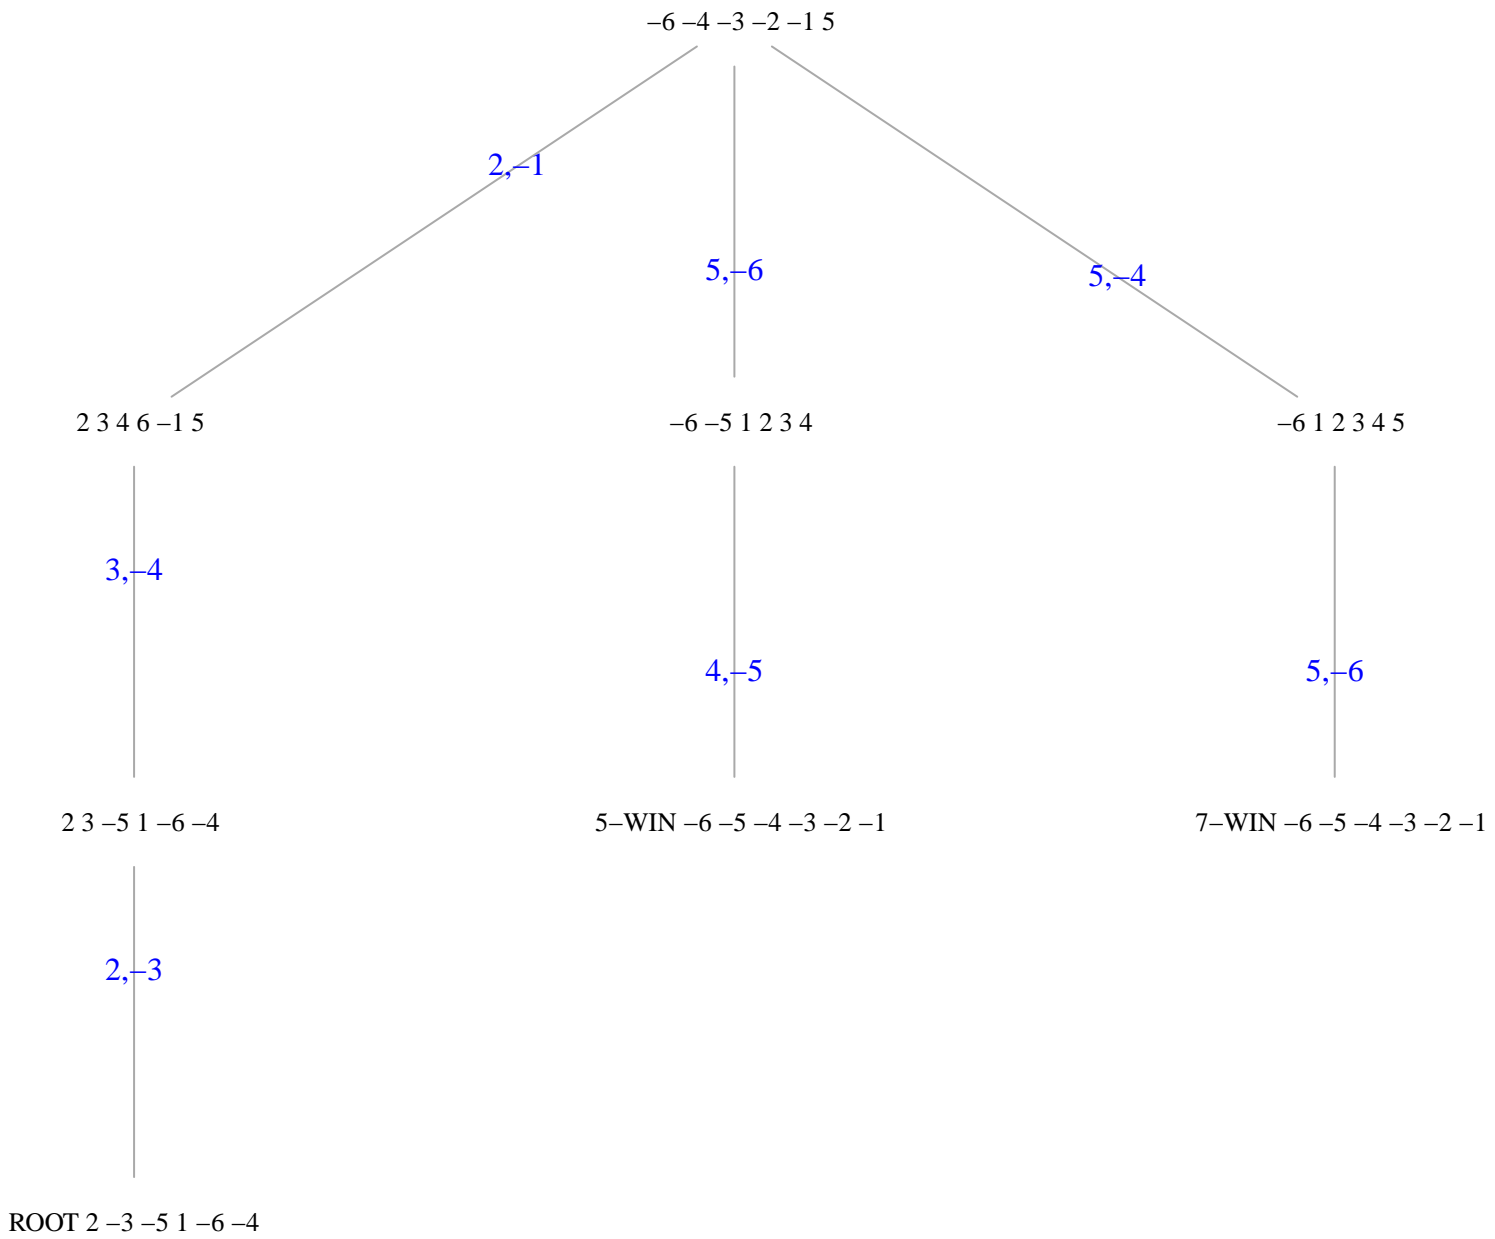 –6 –4 –3 –2 –1 5
2,–1
5,–6
5,–4
2 3 4 6 –1 5
–6 –5 1 2 3 4
–6 1 2 3 4 5
3,–4
4,–5
5,–6
2 3 –5 1 –6 –4
5–WIN –6 –5 –4 –3 –2 –1
7–WIN –6 –5 –4 –3 –2 –1
2,–3
ROOT 2 –3 –5 1 –6 –4